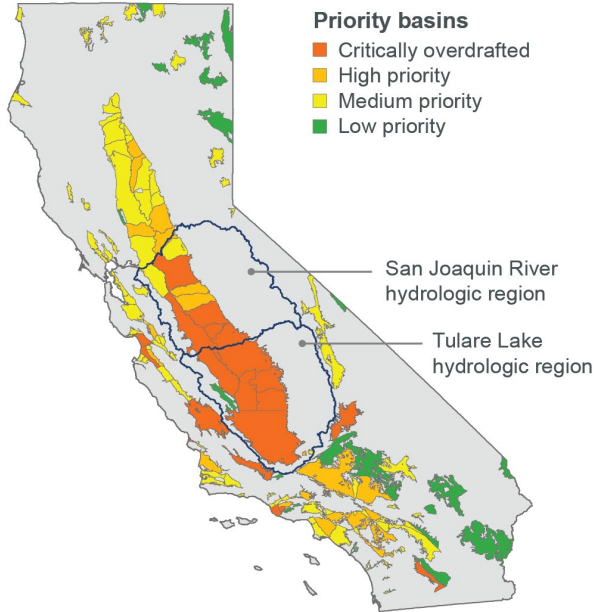 Priority basins
Critically overdrafted
High priority
Medium priority
Low priority
San Joaquin River
hydrologic region
Tulare Lake
hydrologic region